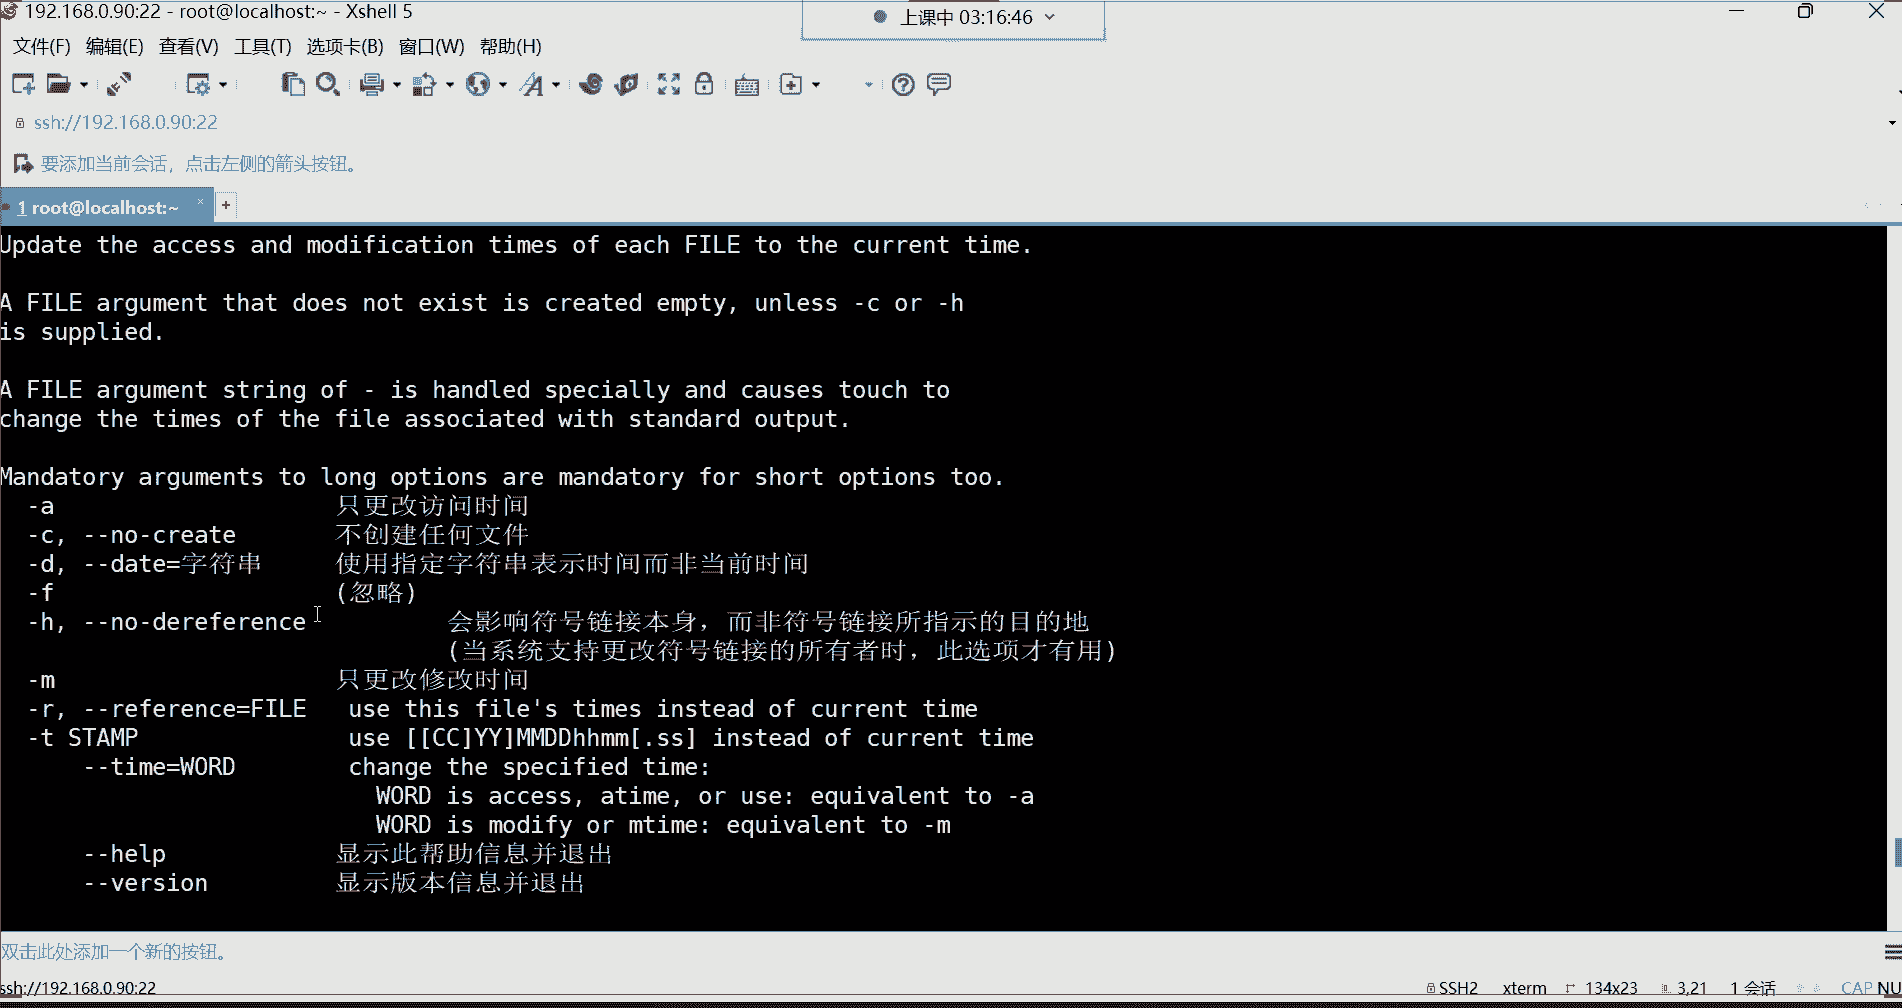 192.168.0.90:22 - root@localhost:~ - Xshell 5
上课中 03:16:46
文件(F) 编辑(E) 查看(V) 工具(T) 选项卡(B) 窗口(W) 帮助(H)
ssh://192.168.0.90:22
要添加当前会话，点击左侧的箭头按钮。
1 root@localhost:~ × +
Update the access and modification times of each FILE to the current time.
A FILE argument that does not exist is created empty, unless -c or -h
is supplied.
A FILE argument string of - is handled specially and causes touch to
change the times of the file associated with standard output.
Mandatory arguments to long options are mandatory for short options too.
-a 只更改访问时间
-c, --no-create 不创建任何文件
-d, --date=字符串 使用指定字符串表示时间而非当前时间
-f (忽略)
-h, --no-dereference 会影响符号链接本身，而非符号链接所指示的目的地
(当系统支持更改符号链接的所有者时，此选项才有用)
-m 只更改修改时间
-r, --reference=FILE use this file's times instead of current time
-t STAMP use [[CC]YY]MMDDhhmm[.ss] instead of current time
--time=WORD change the specified time:
WORD is access, atime, or use: equivalent to -a
WORD is modify or mtime: equivalent to -m
--help 显示此帮助信息并退出
--version 显示版本信息并退出
双击此处添加一个新的按钮。
ssh://192.168.0.90:22 SSH2 xterm 134x23 3,21 1 会话 CAP NU